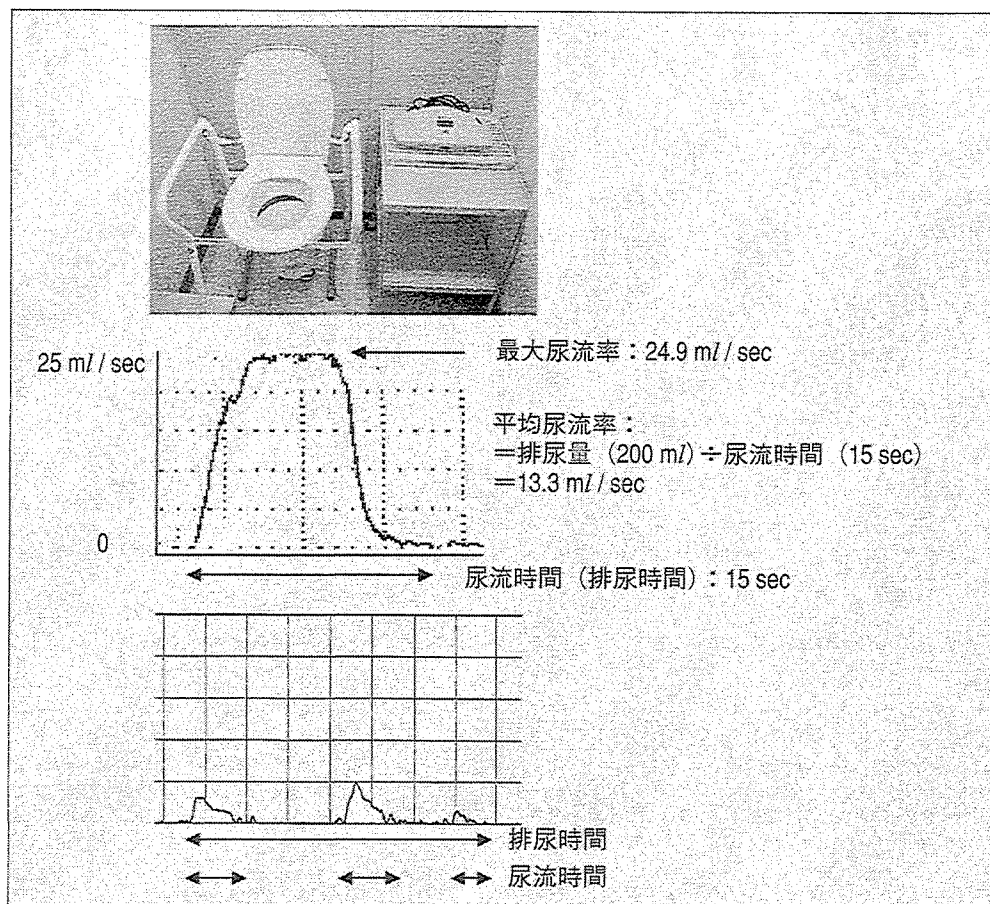 25 ml / sec
最大尿流率：24.9 ml / sec
平均尿流率：
＝排尿量（200 ml）÷尿流時間（15 sec）
＝13.3 ml / sec
0
尿流時間（排尿時間）：15 sec
排尿時間
尿流時間